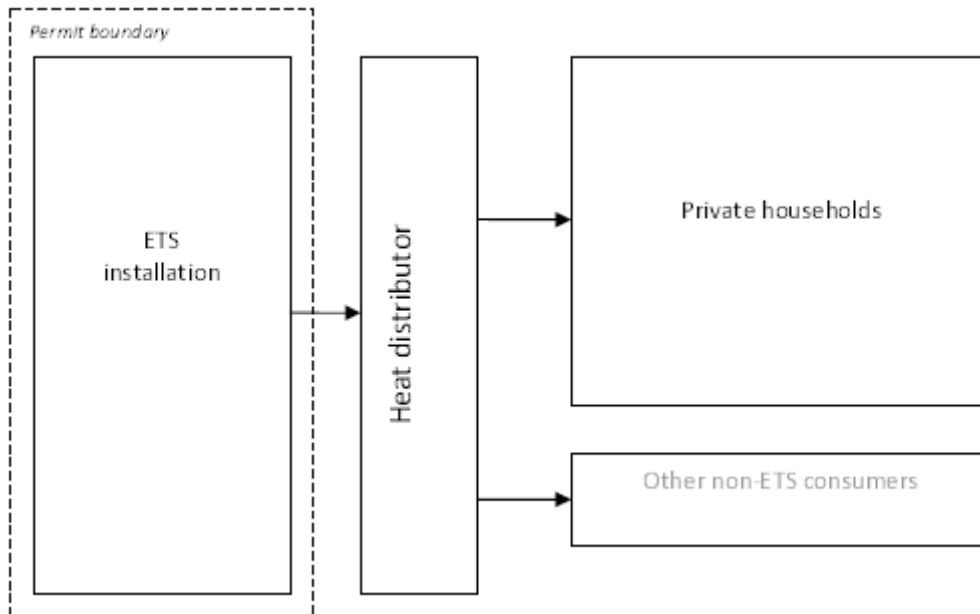 Permit boundary
ETS
installation
Heat distributor
Private households
Other non-ETS consumers